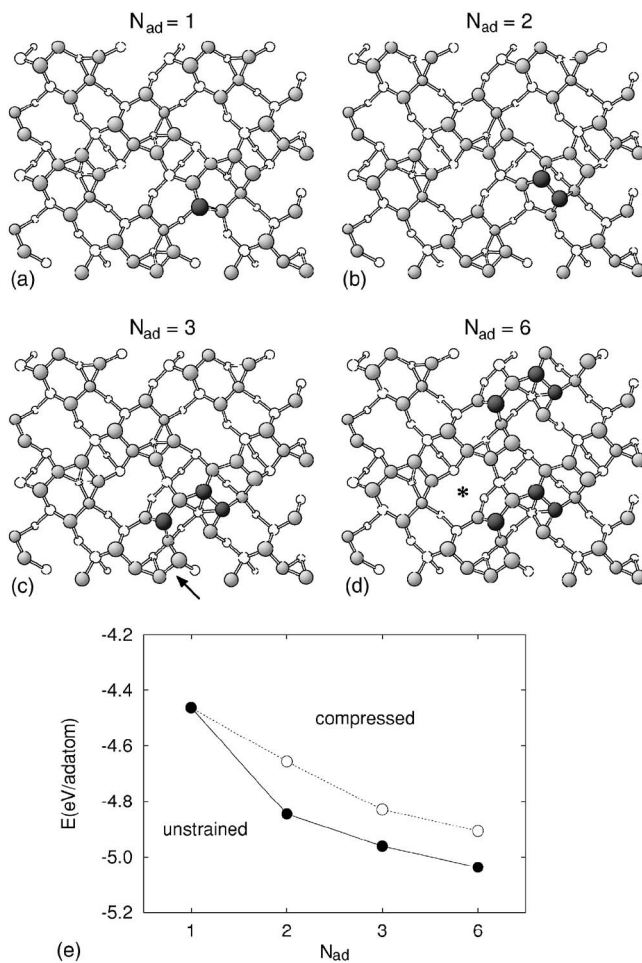 N_ad = 1
N_ad = 2
(a)
(b)
N_ad = 3
N_ad = 6
*
(c)
(d)
-4.2
-4.4
-4.6
-4.8
-5.0
-5.2
E(eV/adatom)
compressed
unstrained
1
2
3
6
N_ad
(e)